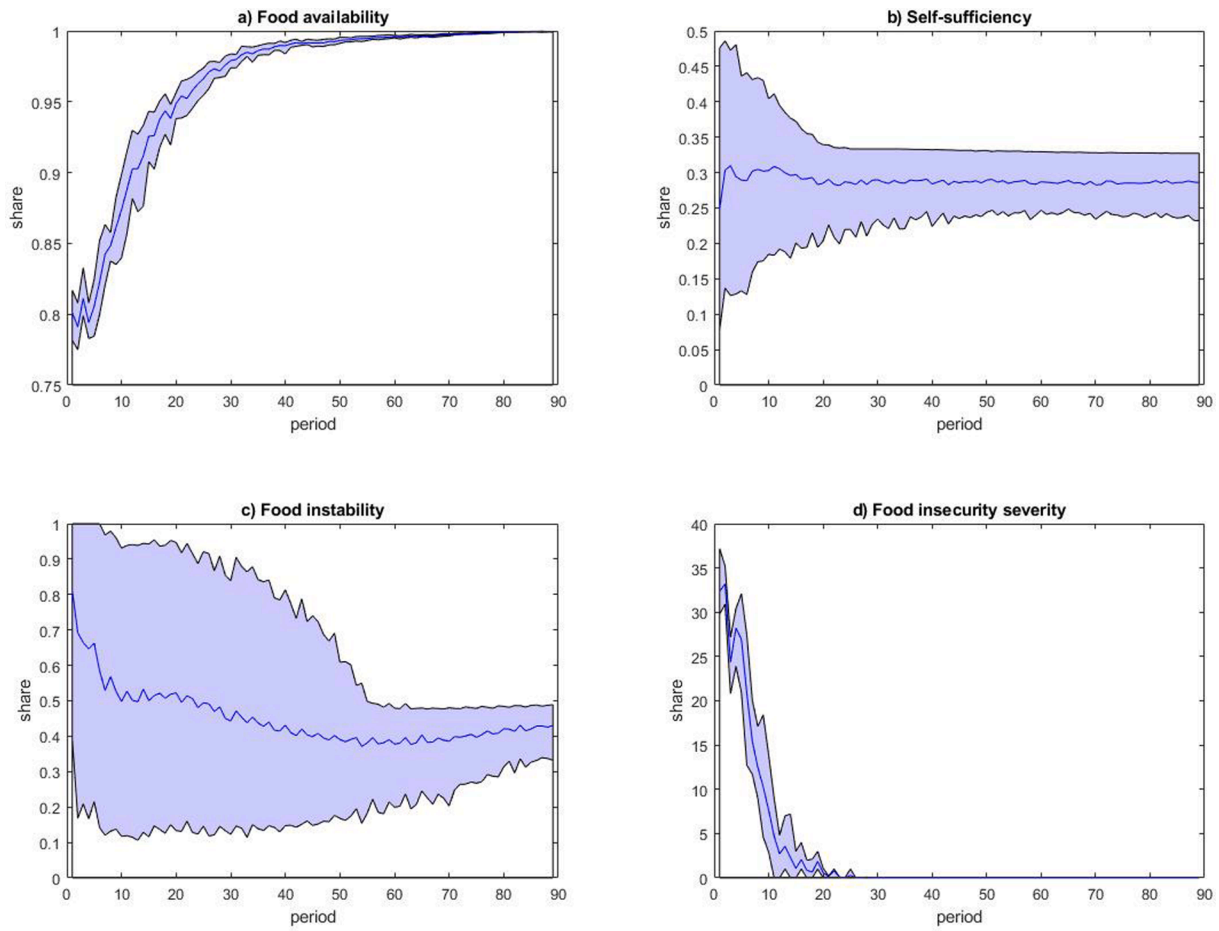 a) Food availability
1
0.95
0.9
0.85
0.8
0.75
share
0 10 20 30 40 50 60 70 80 90
period
b) Self-sufficiency
0.5
0.45
0.4
0.35
0.3
0.25
0.2
0.15
0.1
0.05
0
share
0 10 20 30 40 50 60 70 80 90
period
c) Food instability
1
0.9
0.8
0.7
0.6
0.5
0.4
0.3
0.2
0.1
0
share
0 10 20 30 40 50 60 70 80 90
period
d) Food insecurity severity
40
35
30
25
20
15
10
5
0
share
0 10 20 30 40 50 60 70 80 90
period